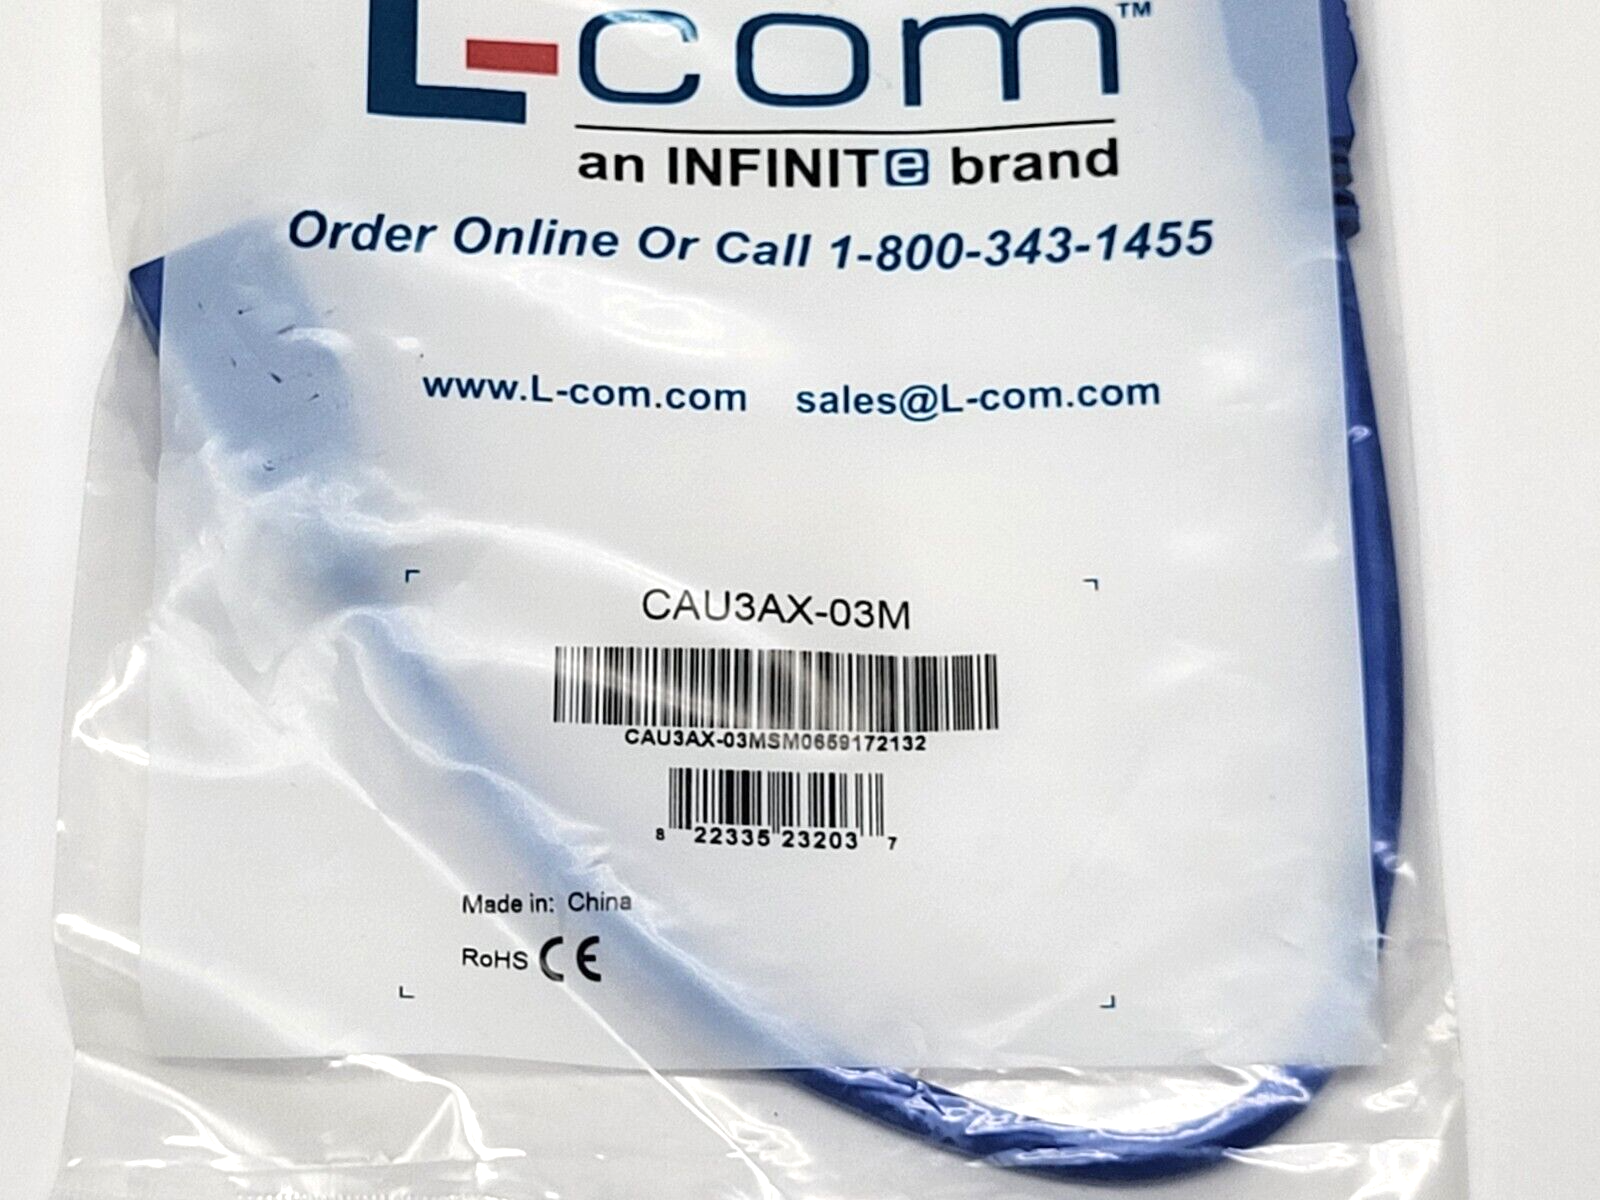 L-com™
an INFINITe brand
Order Online Or Call 1-800-343-1455
www.L-com.com sales@L-com.com
CAU3AX-03M
CAU3AX-03MSM0659172132
8 22335 23203 7
Made in: China
RoHS CE